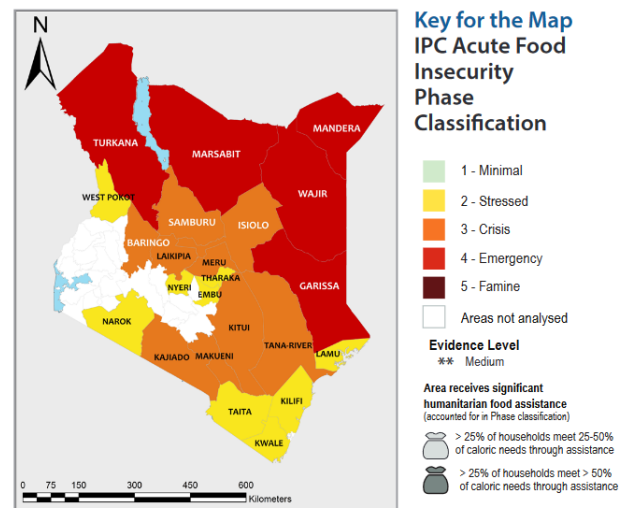 N
MANDERA
TURKANA
MARSABIT
WAJIR
WEST POKOT
SAMBURU
ISIOLO
BARINGO
LAIKIPIA
MERU
THARAKA
NYERI
EMBU
GARISSA
NAROK
KITUI
TANA-RIVER
LAMU
KAJIADO
MAKUENI
TAITA
KILIFI
KWALE
0 75 150 300 450 600
Kilometers
Key for the Map
IPC Acute Food
Insecurity
Phase
Classification
1 - Minimal
2 - Stressed
3 - Crisis
4 - Emergency
5 - Famine
Areas not analysed
Evidence Level
** Medium
Area receives significant
humanitarian food assistance
(accounted for in Phase classification)
> 25% of households meet 25-50%
of caloric needs through assistance
> 25% of households meet > 50%
of caloric needs through assistance